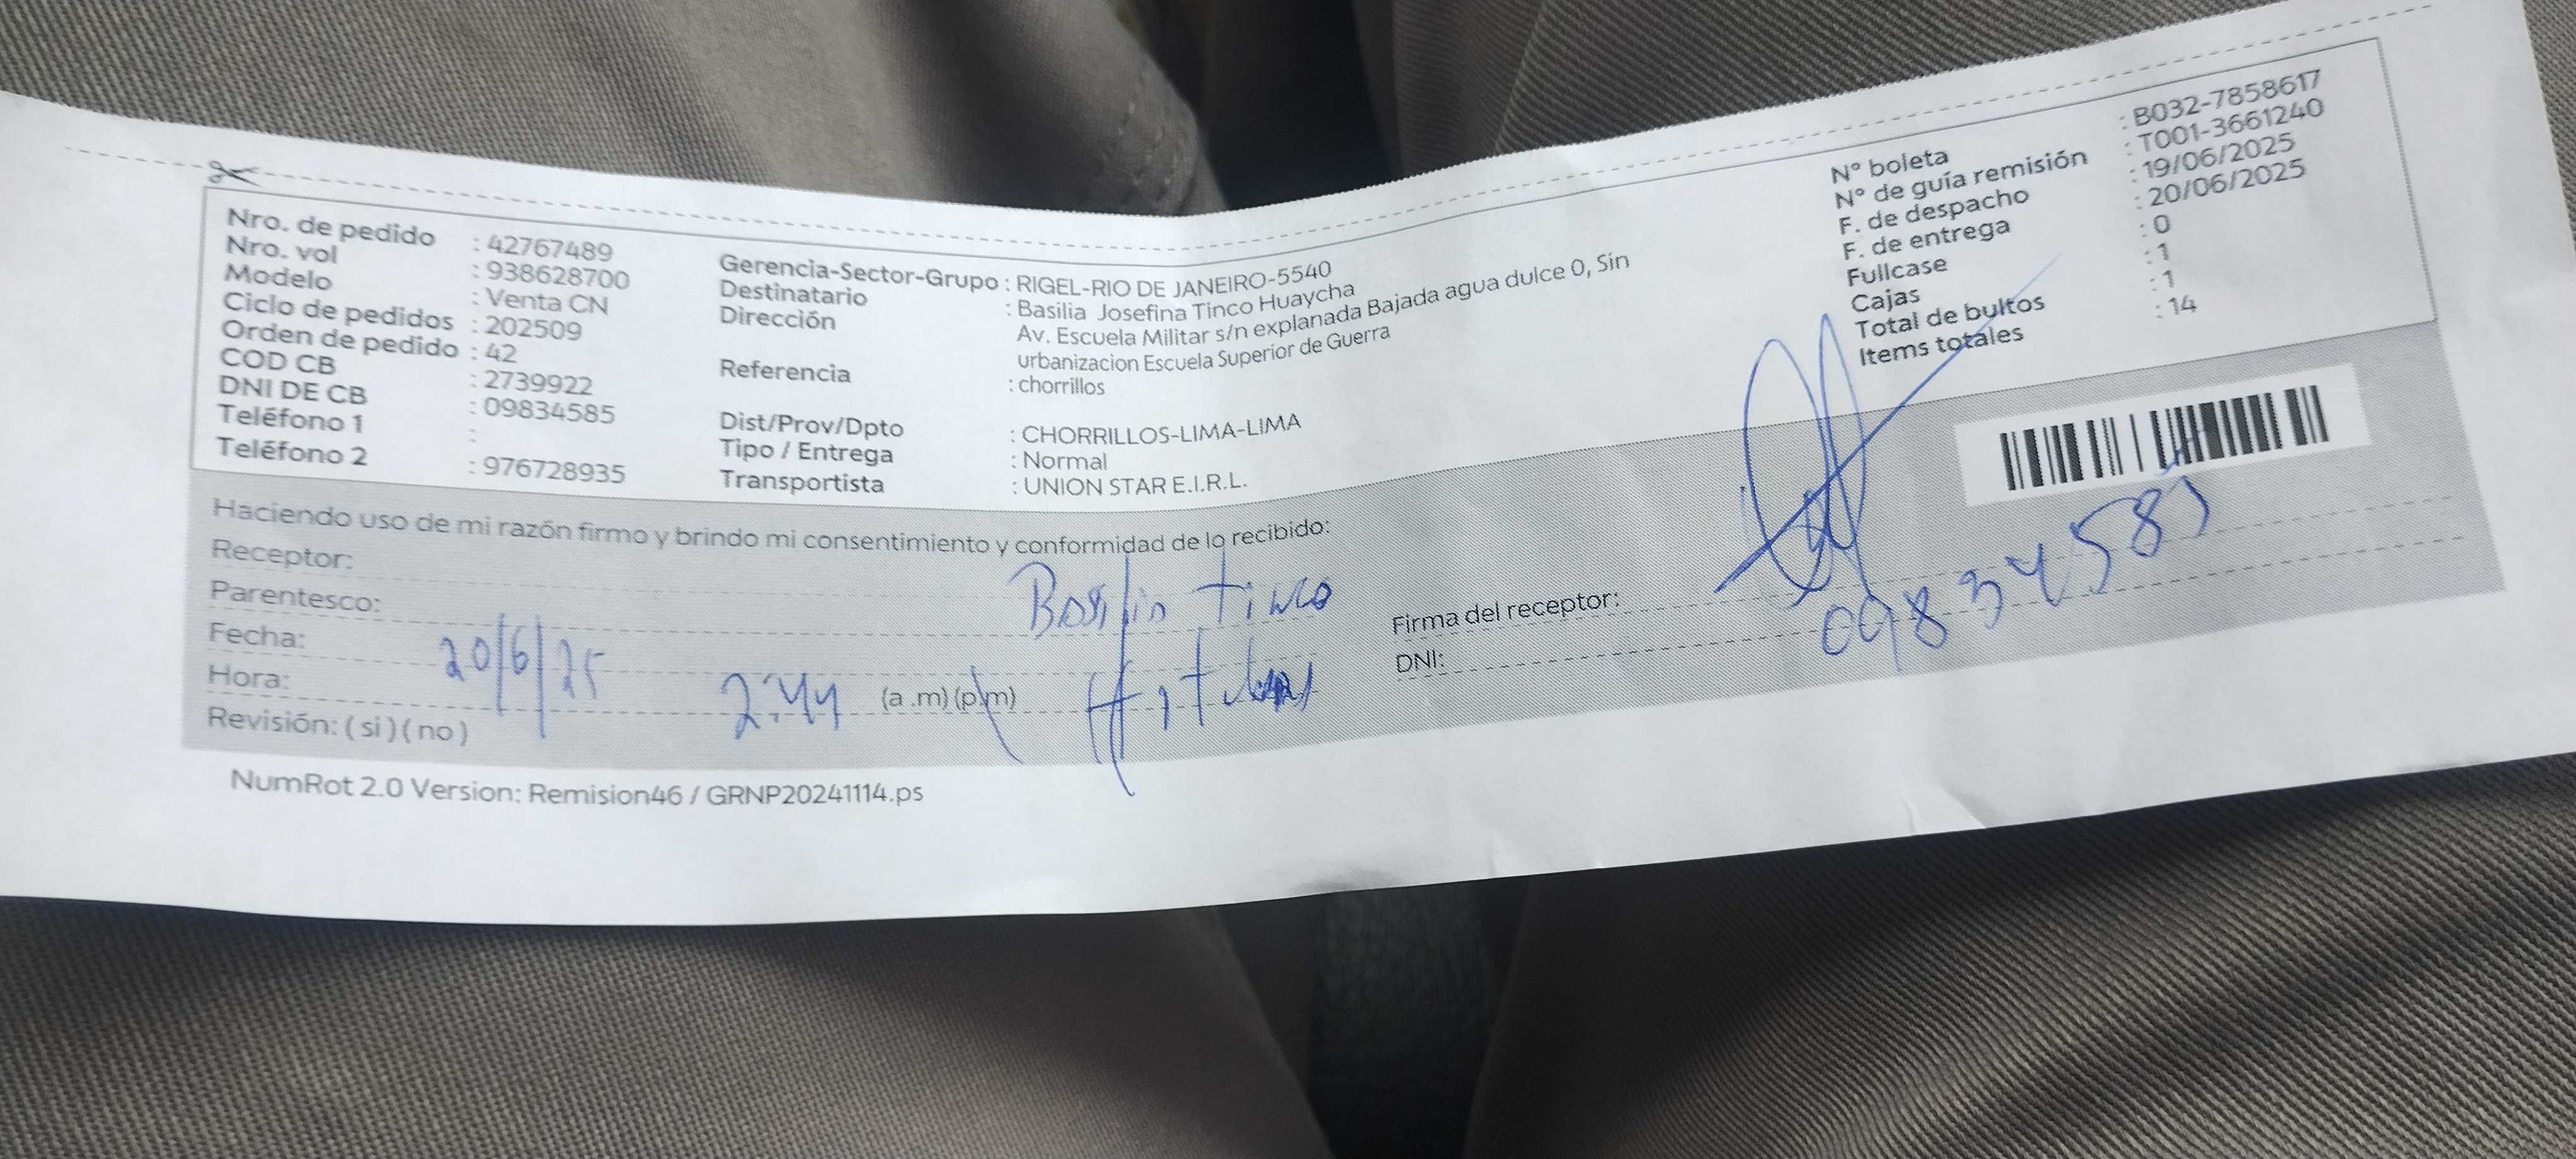 Nro. de pedido : 42767489
Nro. vol : 938628700
Modelo : Venta CN
Ciclo de pedidos : 202509
Orden de pedido : 42
COD CB : 2739922
DNI DE CB : 09834585
Teléfono 1 :
Teléfono 2 : 976728935
Gerencia-Sector-Grupo : RIGEL-RIO DE JANEIRO-5540
Destinatario : Basilia Josefina Tinco Huaycha
Dirección Av. Escuela Militar s/n explanada Bajada agua dulce 0, Sin
urbanizacion Escuela Superior de Guerra
Referencia : chorrillos
Dist/Prov/Dpto : CHORRILLOS-LIMA-LIMA
Tipo / Entrega : Normal
Transportista : UNION STAR E.I.R.L.
N° boleta : B032-7858617
N° de guía remisión : T001-3661240
F. de despacho : 19/06/2025
F. de entrega : 20/06/2025
Fullcase : 0
Cajas : 1
Total de bultos : 1
Items totales : 14
Haciendo uso de mi razón firmo y brindo mi consentimiento y conformidad de lo recibido:
Receptor: Tinco
Parentesco:
Fecha: 20/6/25
Hora: 2:44 (a .m) (p.m)
Revisión: ( si ) ( no )
Firma del receptor:
DNI: 09834585
NumRot 2.0 Version: Remision46 / GRNP20241114.ps